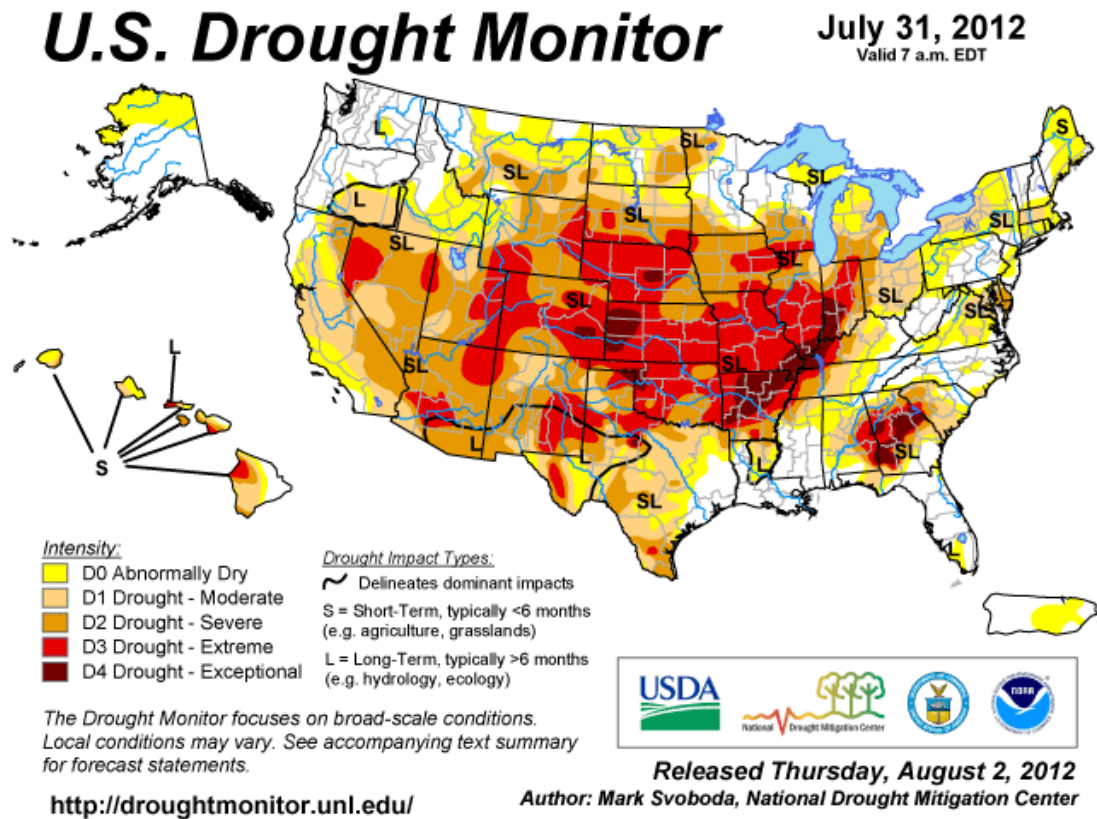 U.S. Drought Monitor
July 31, 2012
Valid 7 a.m. EDT
L
SL
S
SL
SL
L
SL
SL
SL
SL
SL
SL
SL
SL
SL
SL
L
L
SL
L
SL
L
L
S
Intensity:
D0 Abnormally Dry
D1 Drought - Moderate
D2 Drought - Severe
D3 Drought - Extreme
D4 Drought - Exceptional
Drought Impact Types:
Delineates dominant impacts
S = Short-Term, typically <6 months
(e.g. agriculture, grasslands)
L = Long-Term, typically >6 months
(e.g. hydrology, ecology)
USDA
National Drought Mitigation Center
NOAA
The Drought Monitor focuses on broad-scale conditions.
Local conditions may vary. See accompanying text summary
for forecast statements.
http://droughtmonitor.unl.edu/
Released Thursday, August 2, 2012
Author: Mark Svoboda, National Drought Mitigation Center